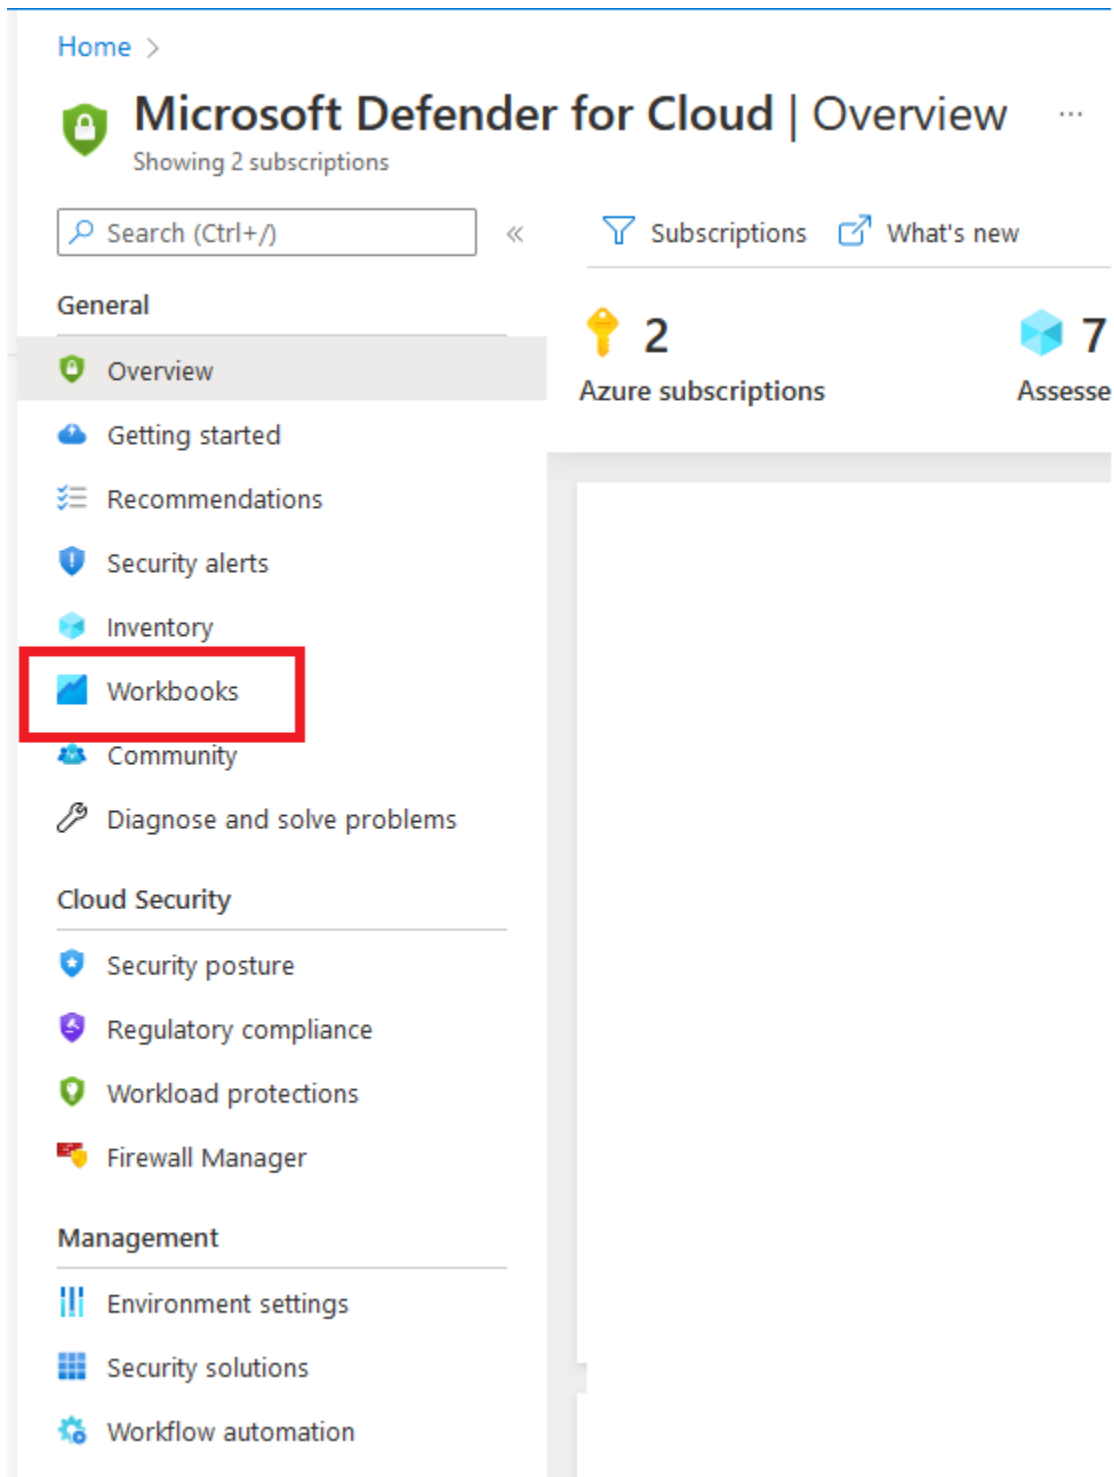 Home >
Microsoft Defender for Cloud | Overview ...
Showing 2 subscriptions
Search (Ctrl+/) «
Subscriptions What's new
General
2
Azure subscriptions
7
Assesse
Overview
Getting started
Recommendations
Security alerts
Inventory
Workbooks
Community
Diagnose and solve problems
Cloud Security
Security posture
Regulatory compliance
Workload protections
Firewall Manager
Management
Environment settings
Security solutions
Workflow automation